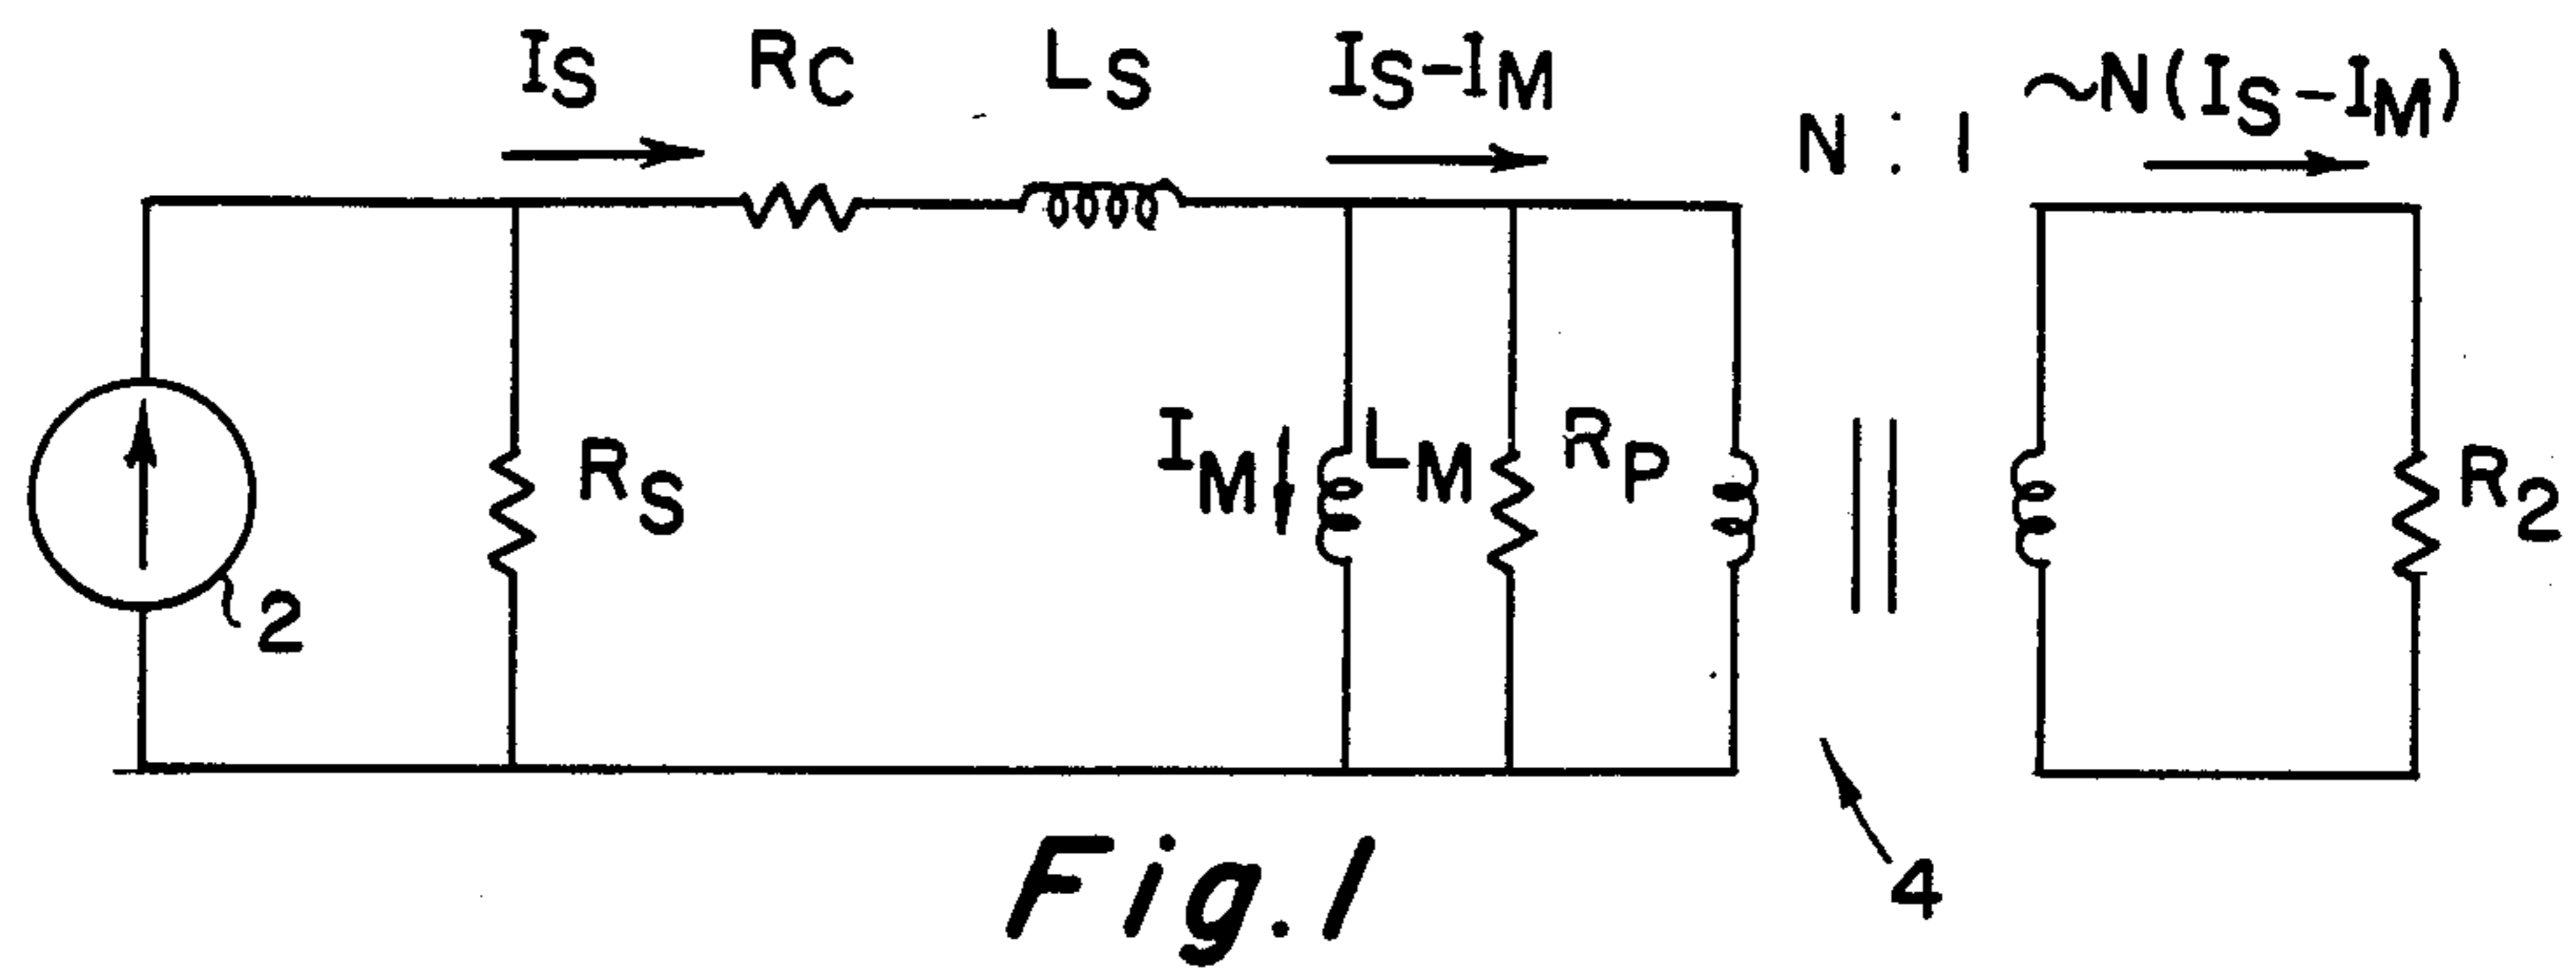 IS
RC
LS
IS-IM
N : 1
~N(IS-IM)
RS
IM
LM
RP
R2
2
4
Fig.1